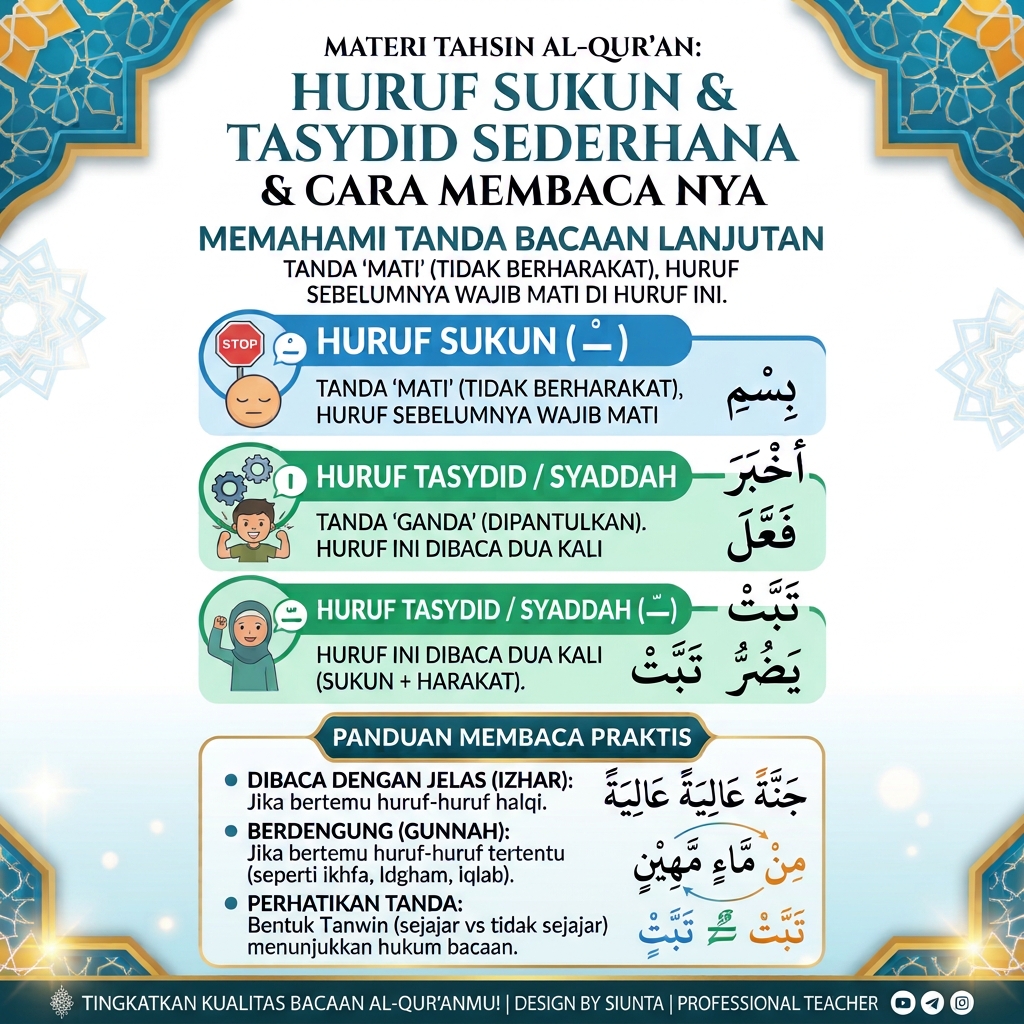 MATERI TAHSIN AL-QUR'AN:
HURUF SUKUN &
TASYDID SEDERHANA
& CARA MEMBACA NYA
MEMAHAMI TANDA BACAAN LANJUTAN
TANDA 'MATI' (TIDAK BERHARAKAT), HURUF
SEBELUMNYA WAJIB MATI DI HURUF INI.
STOP
HURUF SUKUN ( ـْ )
TANDA 'MATI' (TIDAK BERHARAKAT),
HURUF SEBELUMNYA WAJIB MATI
بِسْمِ
HURUF TASYDID / SYADDAH
أَخْبَرَ
TANDA 'GANDA' (DIPANTULKAN).
HURUF INI DIBACA DUA KALI
فَعَّلَ
HURUF TASYDID / SYADDAH (ـّ)
تَبَّتْ
HURUF INI DIBACA DUA KALI
(SUKUN + HARAKAT).
يَضُرُّ تَبَّتْ
PANDUAN MEMBACA PRAKTIS
• DIBACA DENGAN JELAS (IZHAR):
Jika bertemu huruf-huruf halqi.
جَنَّةً عَالِيَةً عَالِيَةً
• BERDENGUNG (GUNNAH):
Jika bertemu huruf-huruf tertentu
(seperti ikhfa, Idgham, iqlab).
مِنْ مَّاءٍ مَّهِيْنٍ
• PERHATIKAN TANDA:
Bentuk Tanwin (sejajar vs tidak sejajar)
menunjukkan hukum bacaan.
تَبَّتْ تَبَّتٍْ
TINGKATKAN KUALITAS BACAAN AL-QUR'ANMU! | DESIGN BY SIUNTA | PROFESSIONAL TEACHER